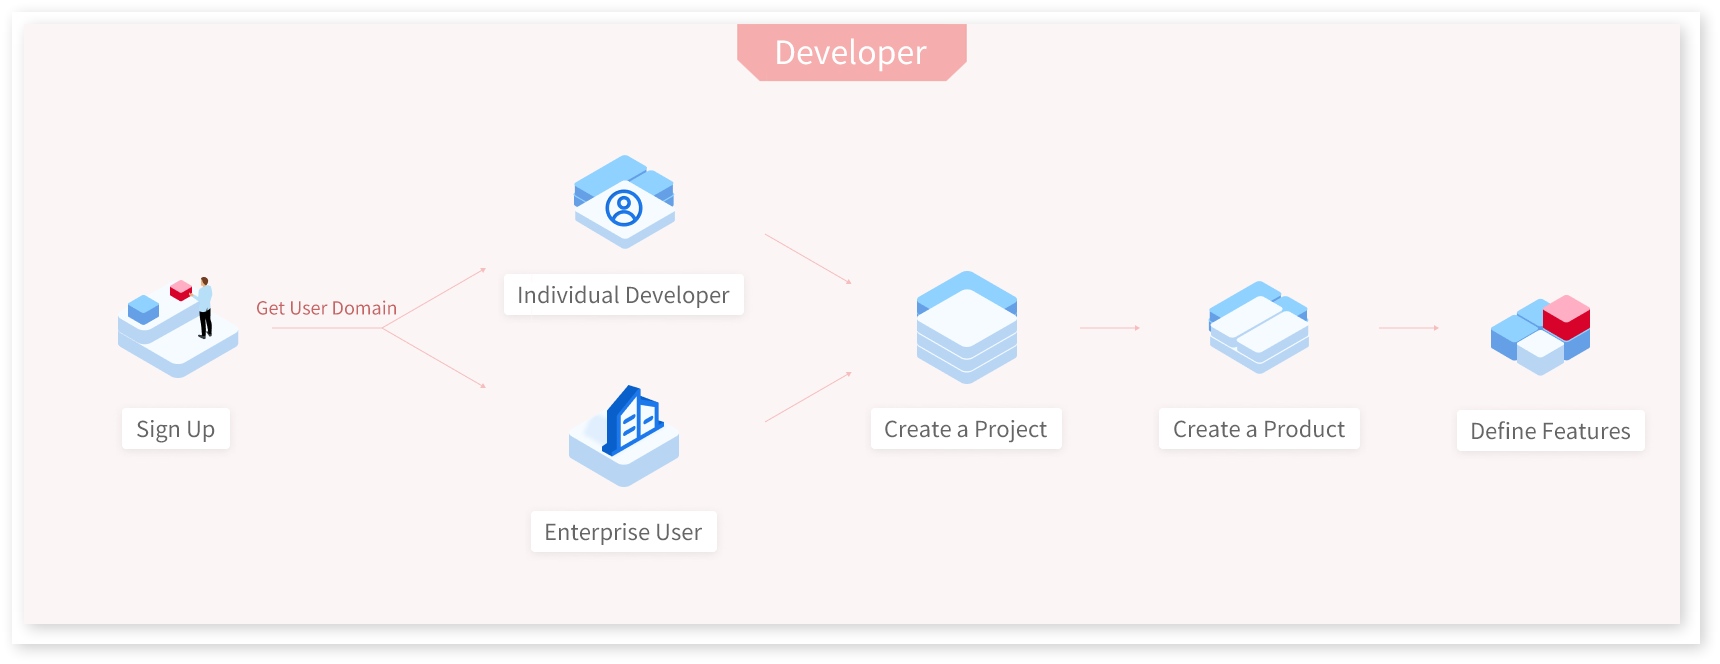 Developer
Get User Domain
Individual Developer
Sign Up
Enterprise User
Create a Project
Create a Product
Define Features